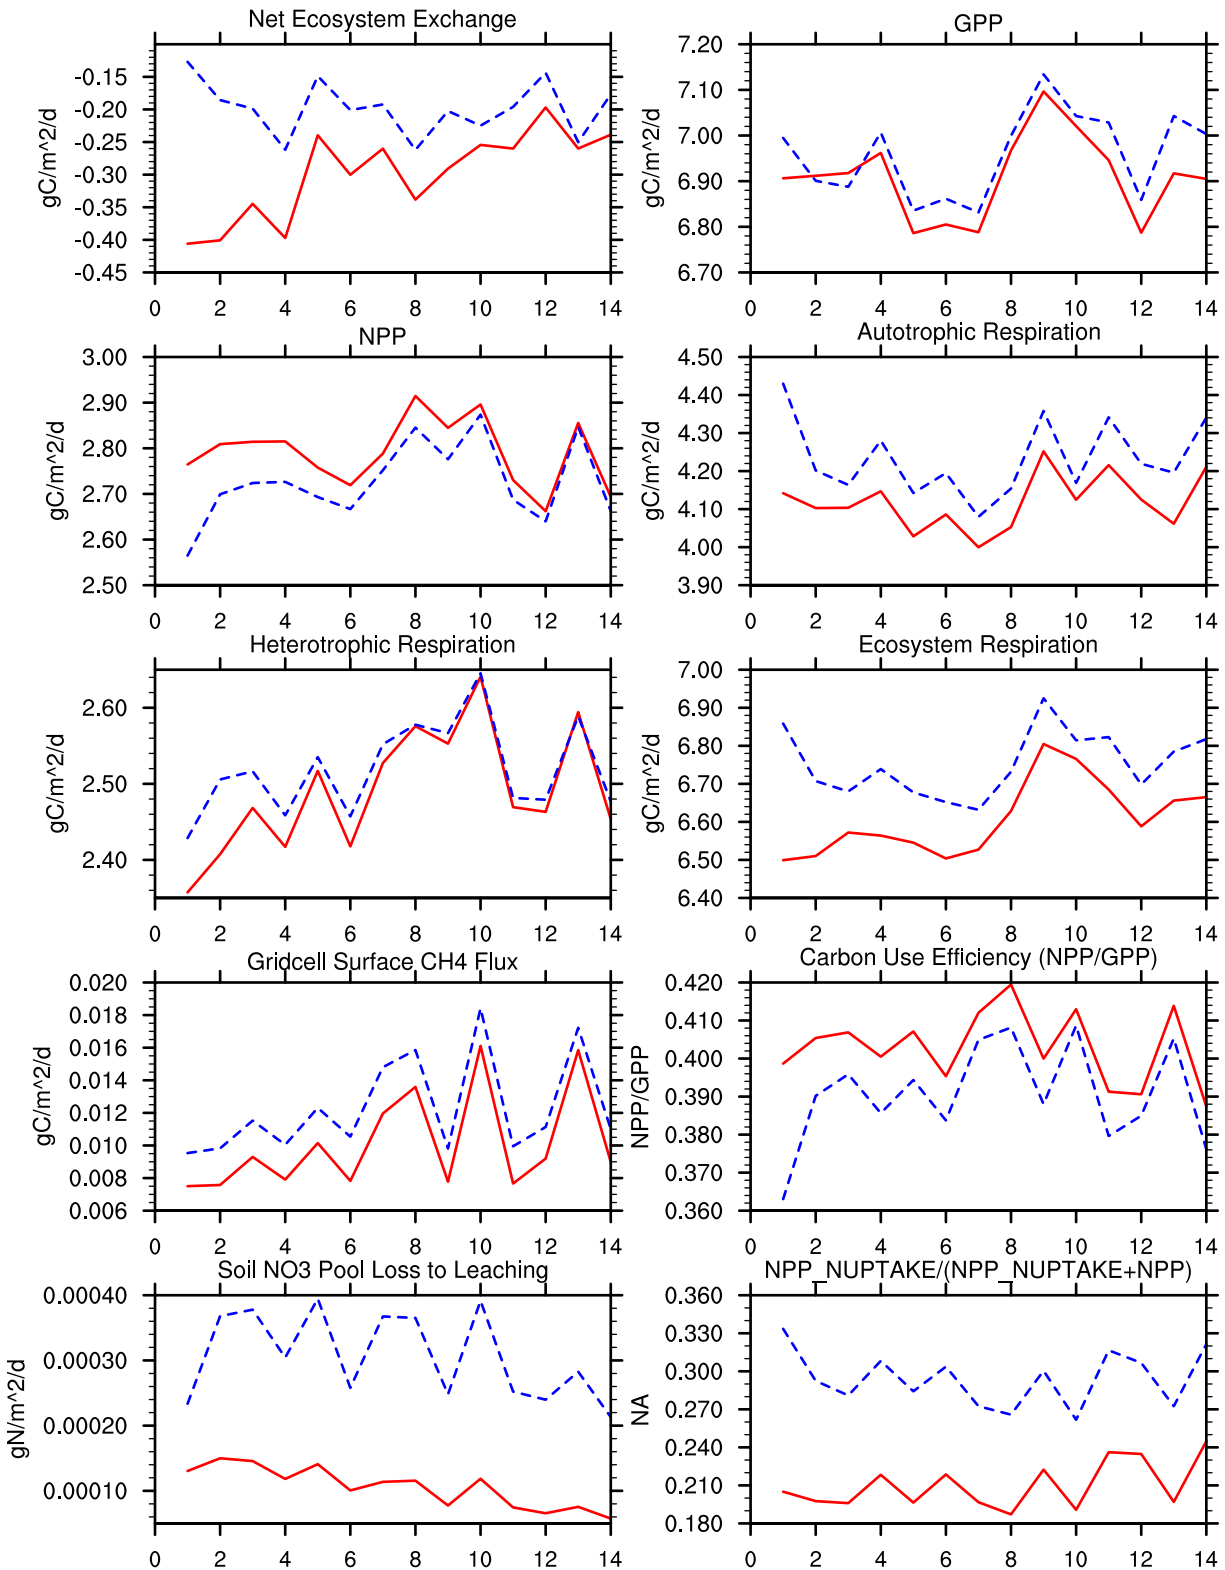 Net Ecosystem Exchange
gC/m^2/d
-0.15
-0.20
-0.25
-0.30
-0.35
-0.40
-0.45
0 2 4 6 8 10 12 14
GPP
gC/m^2/d
7.20
7.10
7.00
6.90
6.80
6.70
0 2 4 6 8 10 12 14
NPP
gC/m^2/d
3.00
2.90
2.80
2.70
2.60
2.50
0 2 4 6 8 10 12 14
Autotrophic Respiration
gC/m^2/d
4.50
4.40
4.30
4.20
4.10
4.00
3.90
0 2 4 6 8 10 12 14
Heterotrophic Respiration
gC/m^2/d
2.60
2.50
2.40
0 2 4 6 8 10 12 14
Ecosystem Respiration
gC/m^2/d
7.00
6.90
6.80
6.70
6.60
6.50
6.40
0 2 4 6 8 10 12 14
Gridcell Surface CH4 Flux
gC/m^2/d
0.020
0.018
0.016
0.014
0.012
0.010
0.008
0.006
0 2 4 6 8 10 12 14
Carbon Use Efficiency (NPP/GPP)
NPP/GPP
0.420
0.410
0.400
0.390
0.380
0.370
0.360
0 2 4 6 8 10 12 14
Soil NO3 Pool Loss to Leaching
gN/m^2/d
0.00040
0.00030
0.00020
0.00010
0 2 4 6 8 10 12 14
NPP_NUPTAKE/(NPP_NUPTAKE+NPP)
NA
0.360
0.330
0.300
0.270
0.240
0.210
0.180
0 2 4 6 8 10 12 14